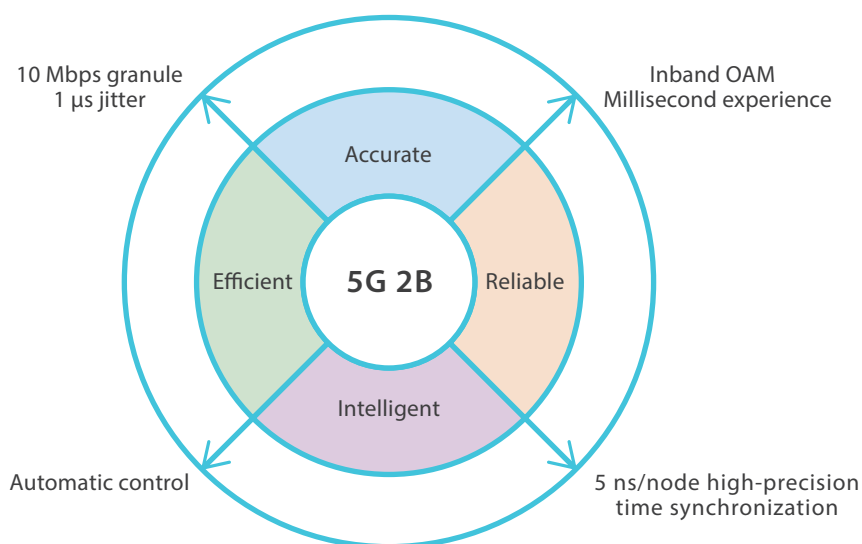 10 Mbps granule
1 µs jitter
Inband OAM
Millisecond experience
Accurate
Efficient
5G 2B
Reliable
Intelligent
Automatic control
5 ns/node high-precision
time synchronization